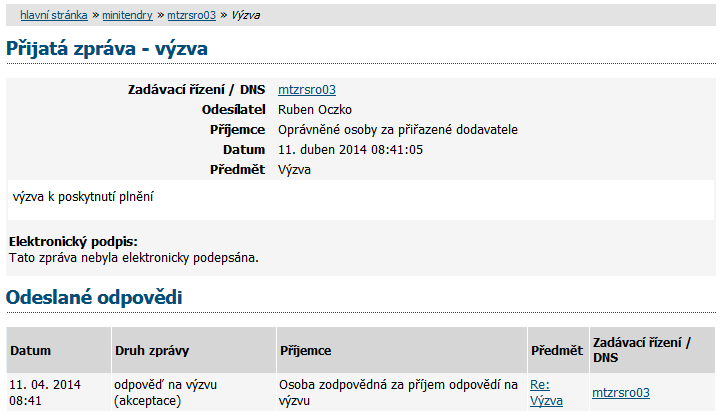 hlavní stránka » minitendry » mtzrsro03 » Výzva
Přijatá zpráva - výzva
Zadávací řízení / DNS mtzrsro03
Odesílatel Ruben Oczko
Příjemce Oprávněné osoby za přiřazené dodavatele
Datum 11. duben 2014 08:41:05
Předmět Výzva
výzva k poskytnutí plnění
Elektronický podpis:
Tato zpráva nebyla elektronicky podepsána.
Odeslané odpovědi
Datum Druh zprávy Příjemce Předmět Zadávací řízení / DNS
11. 04. 2014 odpověď na výzvu Osoba zodpovědná za příjem odpovědí na Re: mtzrsro03
08:41 (akceptace) výzvu Výzva